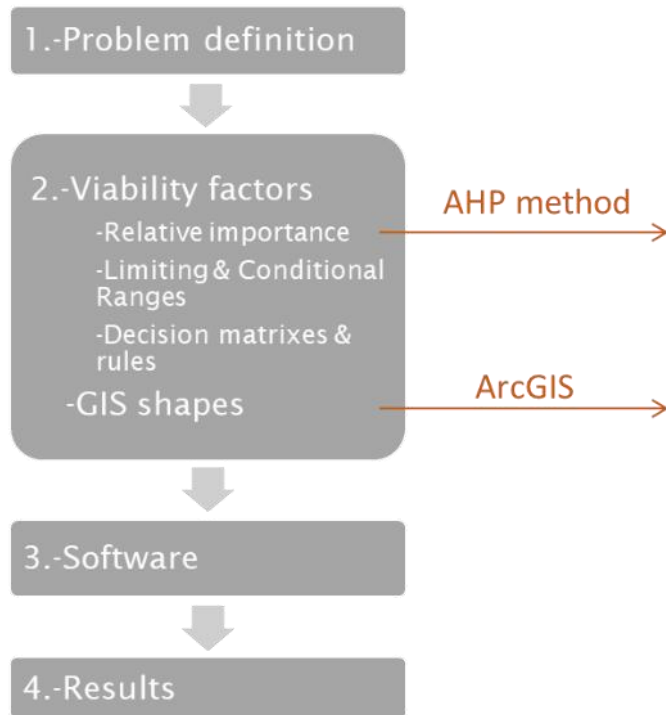 1.-Problem definition
2.-Viability factors
-Relative importance
AHP method
-Limiting & Conditional
Ranges
-Decision matrixes &
rules
-GIS shapes
ArcGIS
3.-Software
4.-Results